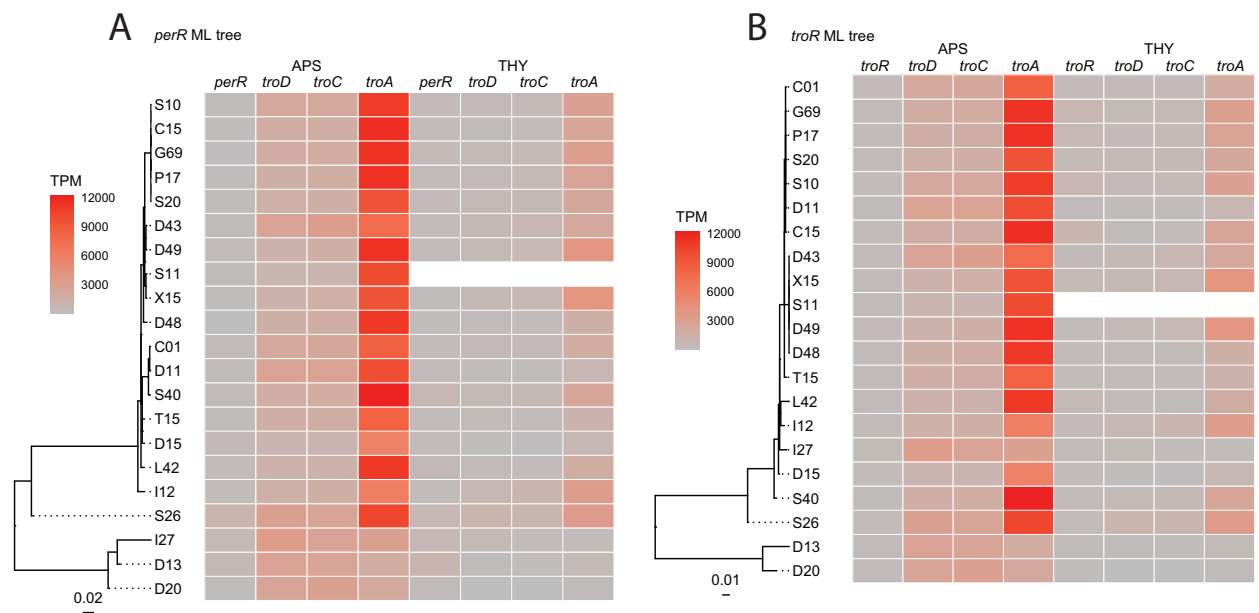 A
perR ML tree
APS THY
perR troD troC troA perR troD troC troA
S10
C15
G69
P17
S20
D43
D49
S11
X15
D48
C01
D11
S40
T15
D15
L42
I12
S26
I27
D13
D20
TPM
12000
9000
6000
3000
0.02
B
troR ML tree
APS THY
troR troD troC troA troR troD troC troA
C01
G69
P17
S20
S10
D11
C15
D43
X15
S11
D49
D48
T15
L42
I12
I27
D15
S40
S26
D13
D20
TPM
12000
9000
6000
3000
0.01